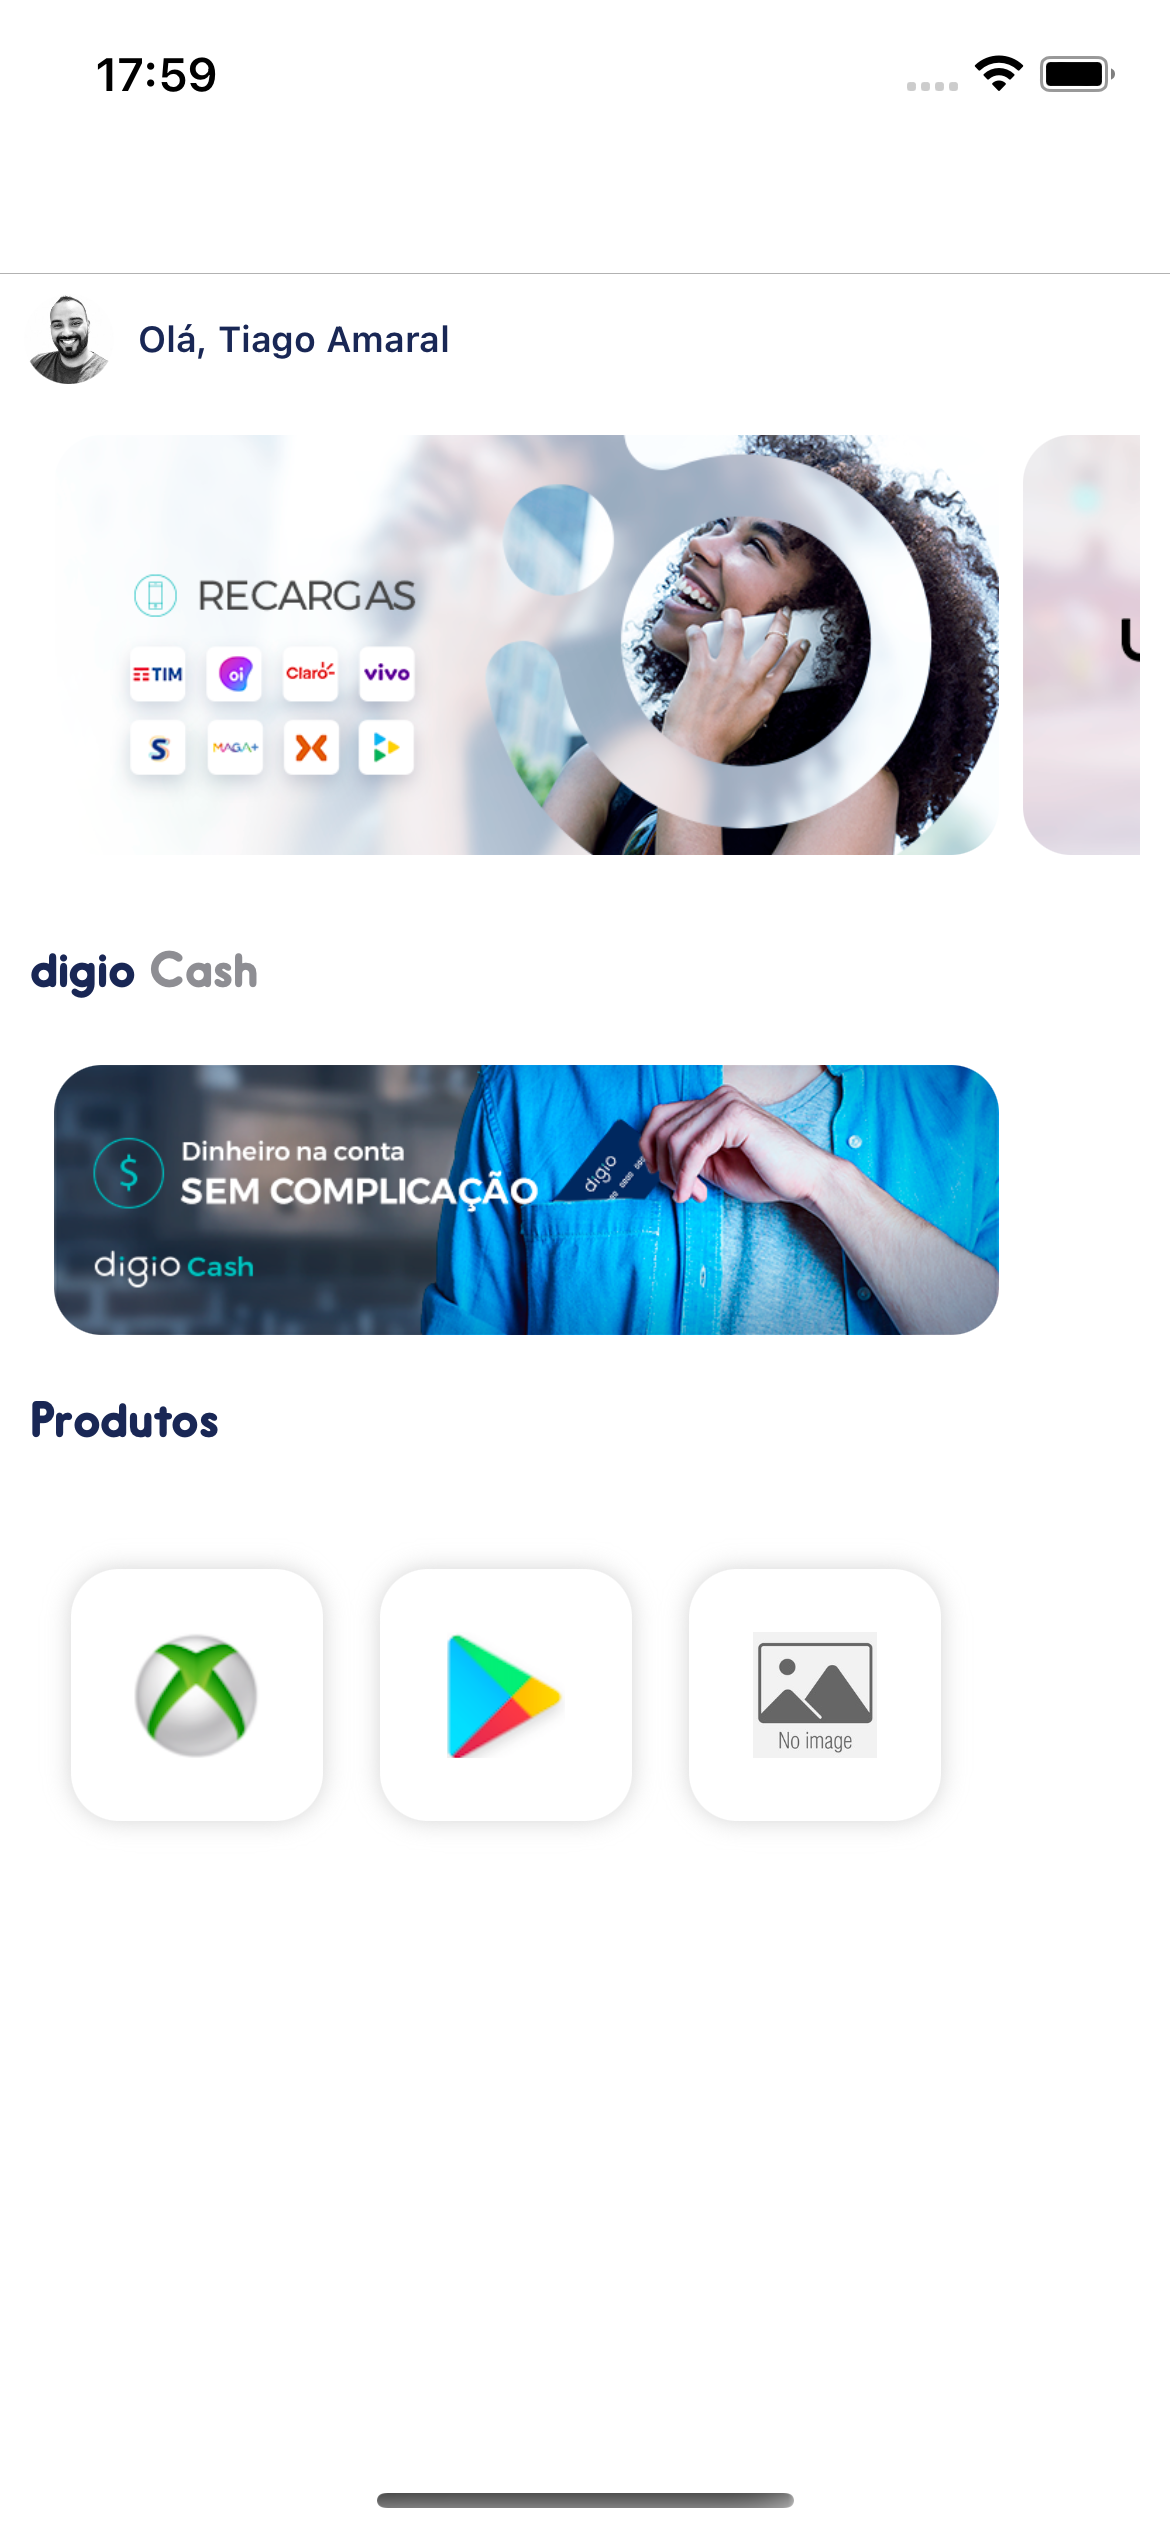 17:59
Olá, Tiago Amaral
RECARGAS
TIM oi Claro vivo
S MAGA+
digio Cash
Dinheiro na conta
SEM COMPLICAÇÃO
digio
digio Cash
Produtos
No image